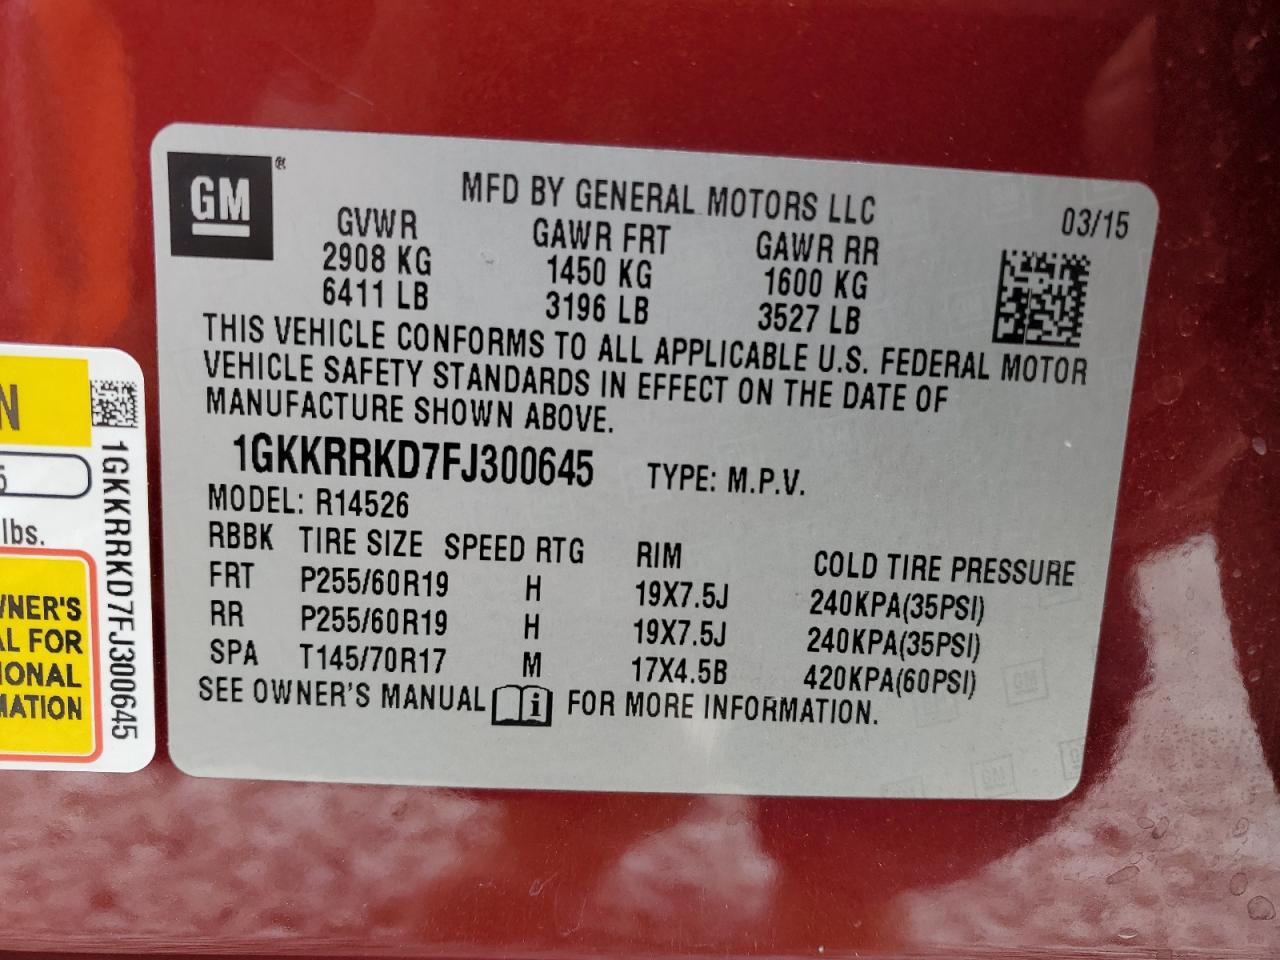 GM®
MFD BY GENERAL MOTORS LLC
03/15
GVWR GAWR FRT GAWR RR
2908 KG 1450 KG 1600 KG
6411 LB 3196 LB 3527 LB
THIS VEHICLE CONFORMS TO ALL APPLICABLE U.S. FEDERAL MOTOR
VEHICLE SAFETY STANDARDS IN EFFECT ON THE DATE OF
MANUFACTURE SHOWN ABOVE.
1GKKRRKD7FJ300645 TYPE: M.P.V.
MODEL: R14526
RBBK TIRE SIZE SPEED RTG RIM COLD TIRE PRESSURE
FRT P255/60R19 H 19X7.5J 240KPA(35PSI)
RR P255/60R19 H 19X7.5J 240KPA(35PSI)
SPA T145/70R17 M 17X4.5B 420KPA(60PSI)
SEE OWNER'S MANUAL i FOR MORE INFORMATION.
N
5
lbs.
WNER'S
AL FOR
IONAL
MATION
1GKKRRKD7FJ300645